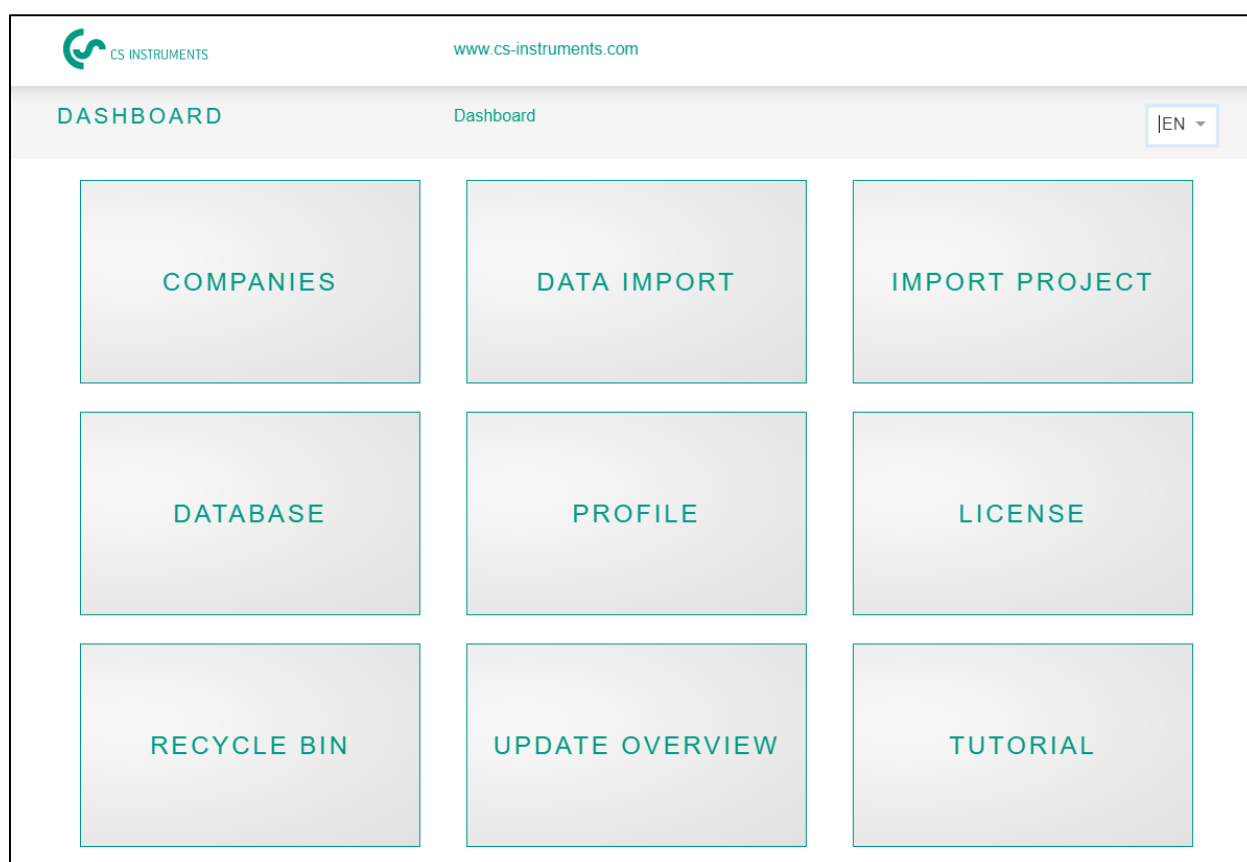 CS INSTRUMENTS
www.cs-instruments.com
DASHBOARD
Dashboard
EN
COMPANIES
DATA IMPORT
IMPORT PROJECT
DATABASE
PROFILE
LICENSE
RECYCLE BIN
UPDATE OVERVIEW
TUTORIAL